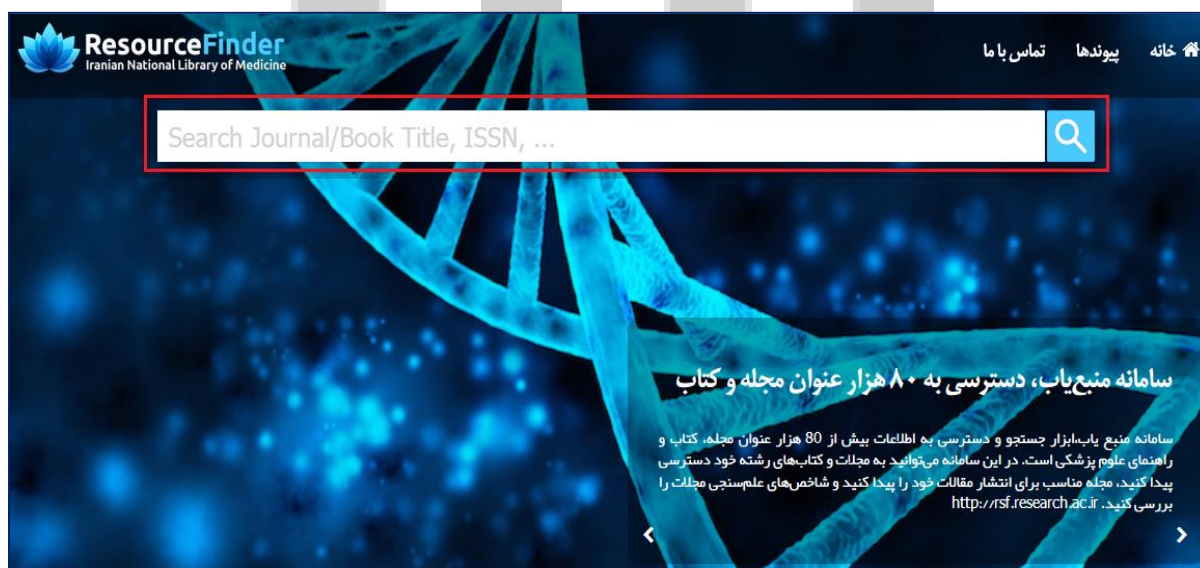 ResourceFinder
Iranian National Library of Medicine
خانه
پیوندها
تماس با ما
Search Journal/Book Title, ISSN, ...
سامانه منبع‌یاب، دسترسی به ۸۰ هزار عنوان مجله و کتاب
سامانه منبع یاب،ابزار جستجو و دسترسی به اطلاعات بیش از 80 هزار عنوان مجله، کتاب و
راهنمای علوم پزشکی است. در این سامانه می‌توانید به مجلات و کتاب‌های رشته خود دسترسی
پیدا کنید، مجله مناسب برای انتشار مقالات خود را پیدا کنید و شاخص‌های علم‌سنجی مجلات را
بررسی کنید. http://rsf.research.ac.ir